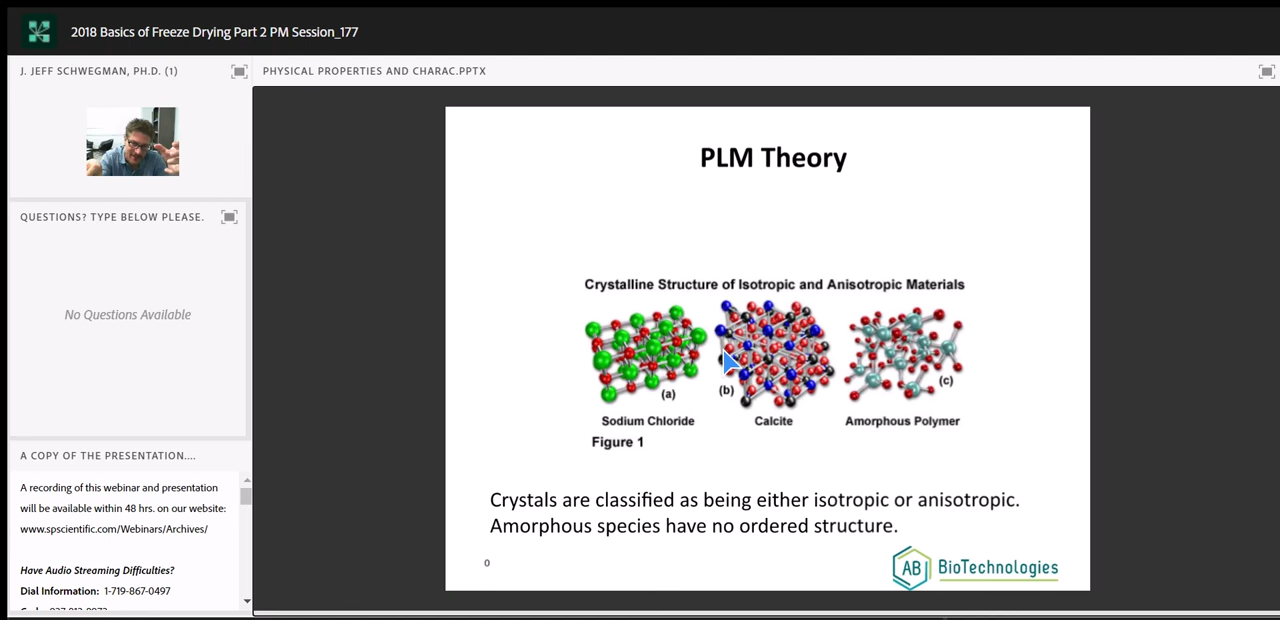 2018 Basics of Freeze Drying Part 2 PM Session_177
J. JEFF SCHWEGMAN, PH.D. (1)
PHYSICAL PROPERTIES AND CHARAC.PPTX
QUESTIONS? TYPE BELOW PLEASE.
No Questions Available
A COPY OF THE PRESENTATION....
A recording of this webinar and presentation
will be available within 48 hrs. on our website:
www.spscientific.com/Webinars/Archives/
Have Audio Streaming Difficulties?
Dial Information: 1-719-867-0497
PLM Theory
Crystalline Structure of Isotropic and Anisotropic Materials
(a)
(b)
(c)
Sodium Chloride
Calcite
Amorphous Polymer
Figure 1
Crystals are classified as being either isotropic or anisotropic.
Amorphous species have no ordered structure.
0
AB BioTechnologies